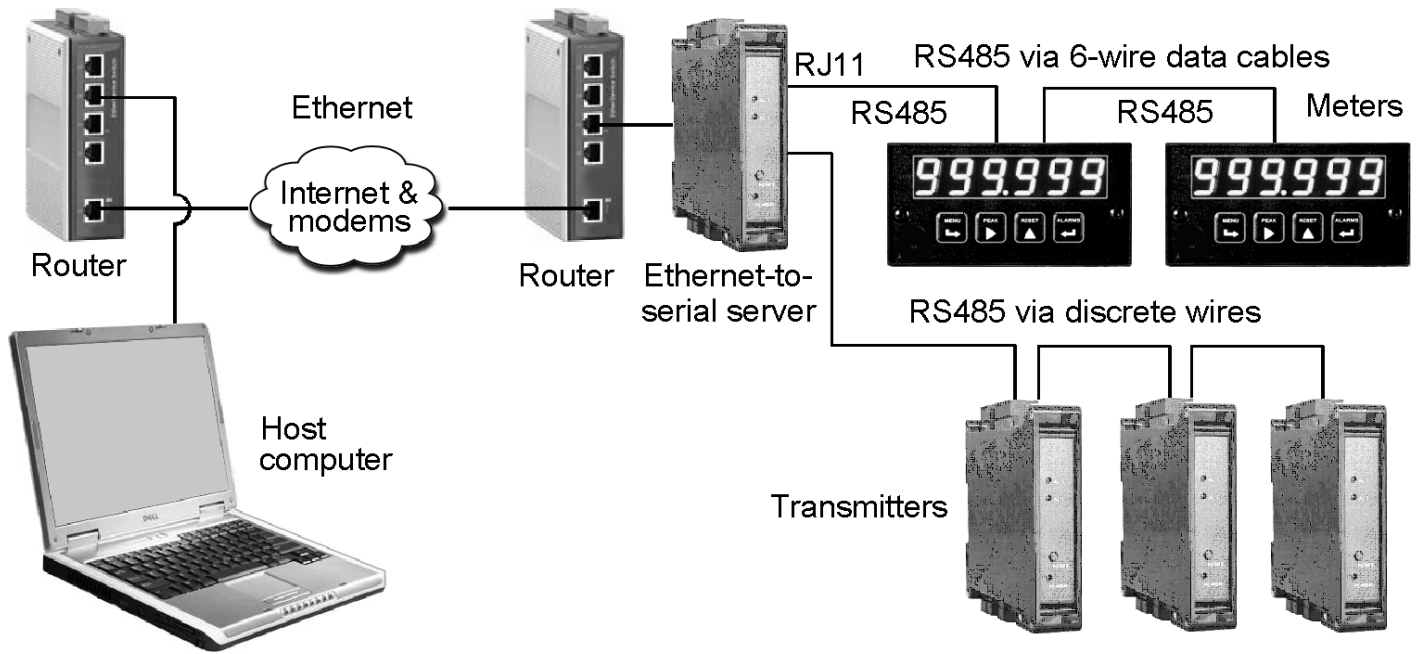 RJ11
RS485 via 6-wire data cables
Ethernet
RS485
RS485
Meters
Internet &
modems
999.999
999.999
MENU
PEAK
RESET
ALARMS
MENU
PEAK
RESET
ALARMS
Router
Router
Ethernet-to-
serial server
RS485 via discrete wires
Host
computer
Transmitters
DELL